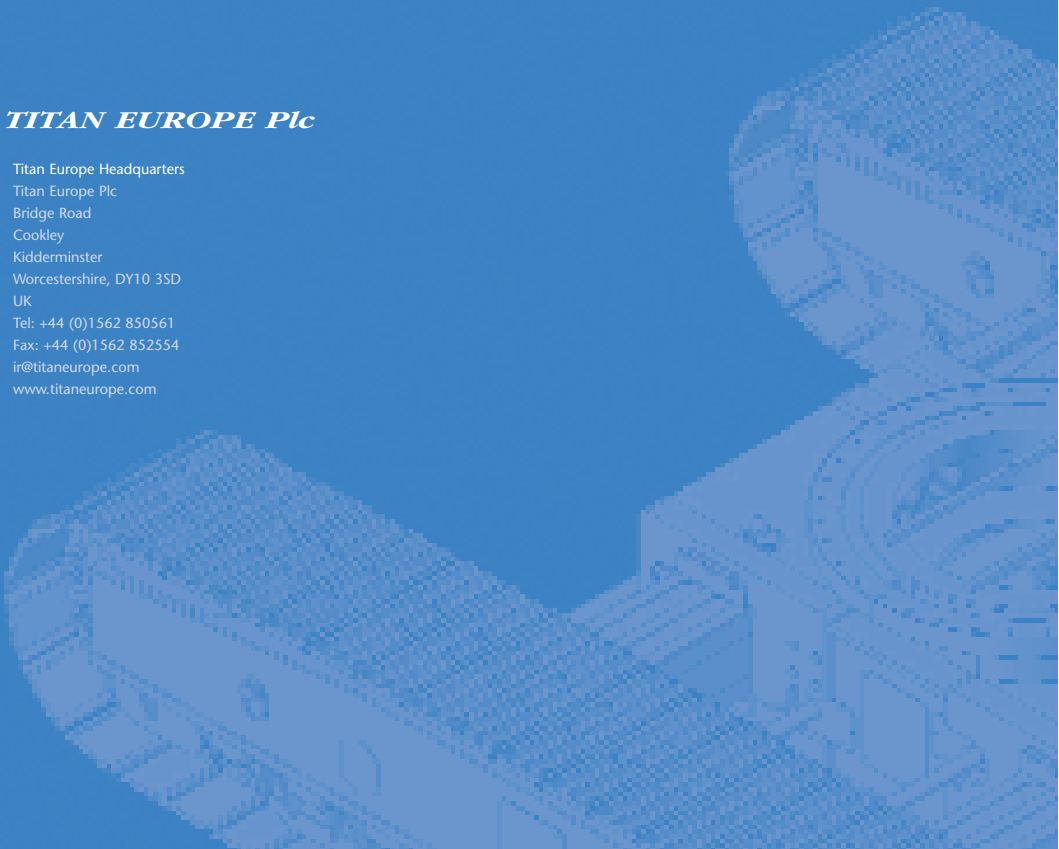 TITAN EUROPE Plc
Titan Europe Headquarters
Titan Europe Plc
Bridge Road
Cookley
Kidderminster
Worcestershire, DY10 3SD
UK
Tel: +44 (0)1562 850561
Fax: +44 (0)1562 852554
ir@titaneurope.com
www.titaneurope.com